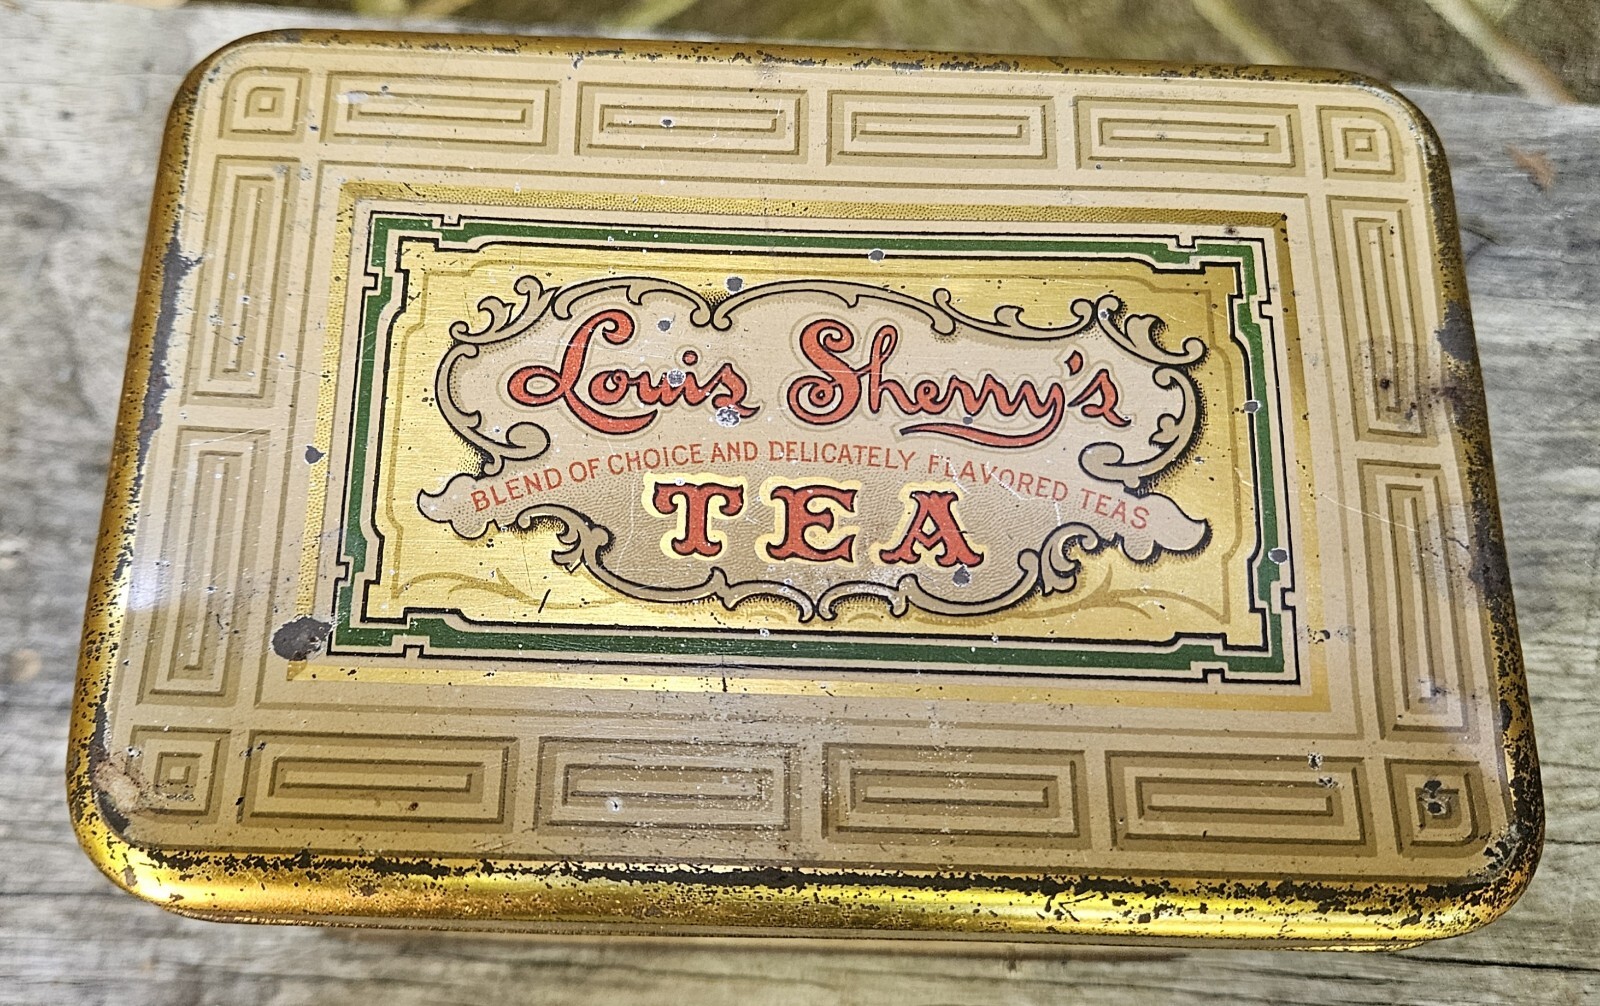 Louis Sherry's
BLEND OF CHOICE AND DELICATELY FLAVORED TEAS
TEA